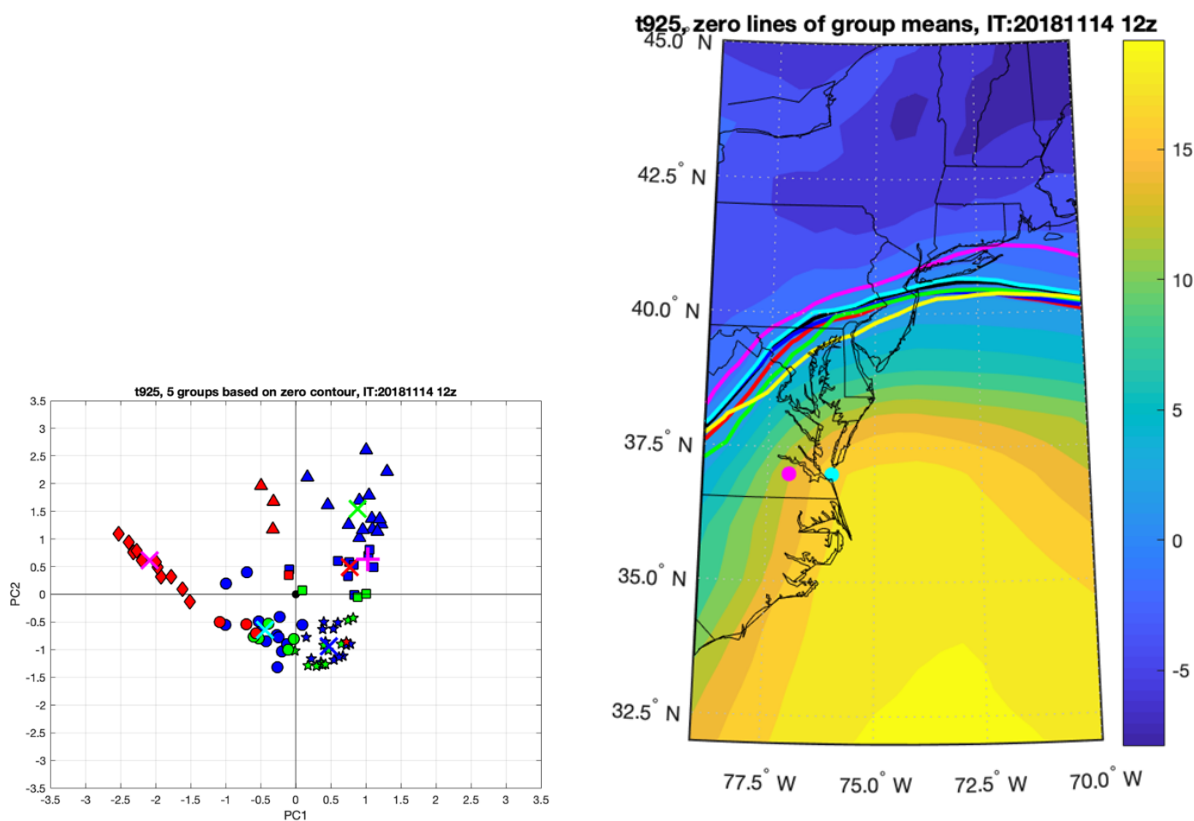 t925, zero lines of group means, IT:20181114 12z
45.0° N
42.5° N
40.0° N
37.5° N
35.0° N
32.5° N
77.5° W
75.0° W
72.5° W
70.0° W
15
10
5
0
-5
t925, 5 groups based on zero contour, IT:20181114 12z
3.5
3
2.5
2
1.5
1
0.5
0
-0.5
-1
-1.5
-2
-2.5
-3
-3.5
PC2
-3.5
-3
-2.5
-2
-1.5
-1
-0.5
0
0.5
1
1.5
2
2.5
3
3.5
PC1